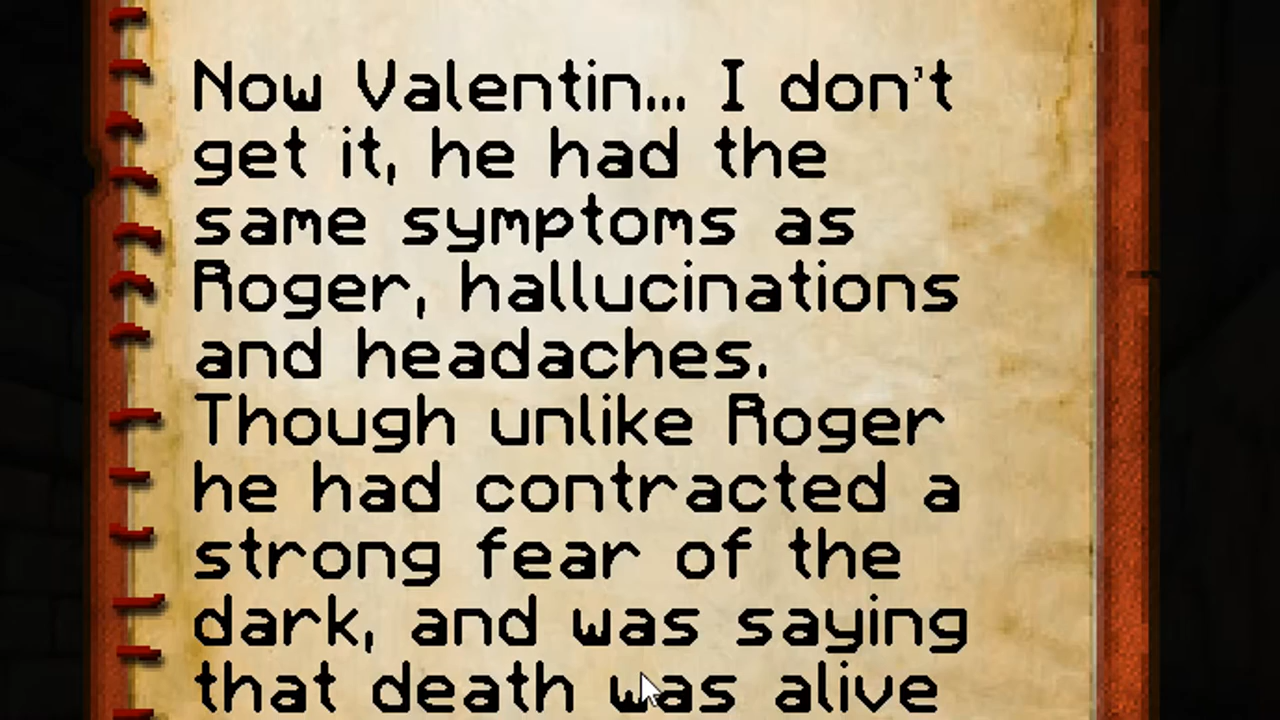 Now Valentin... I don't
get it, he had the
same symptoms as
Roger, hallucinations
and headaches.
Though unlike Roger
he had contracted a
strong fear of the
dark, and was saying
that death was alive